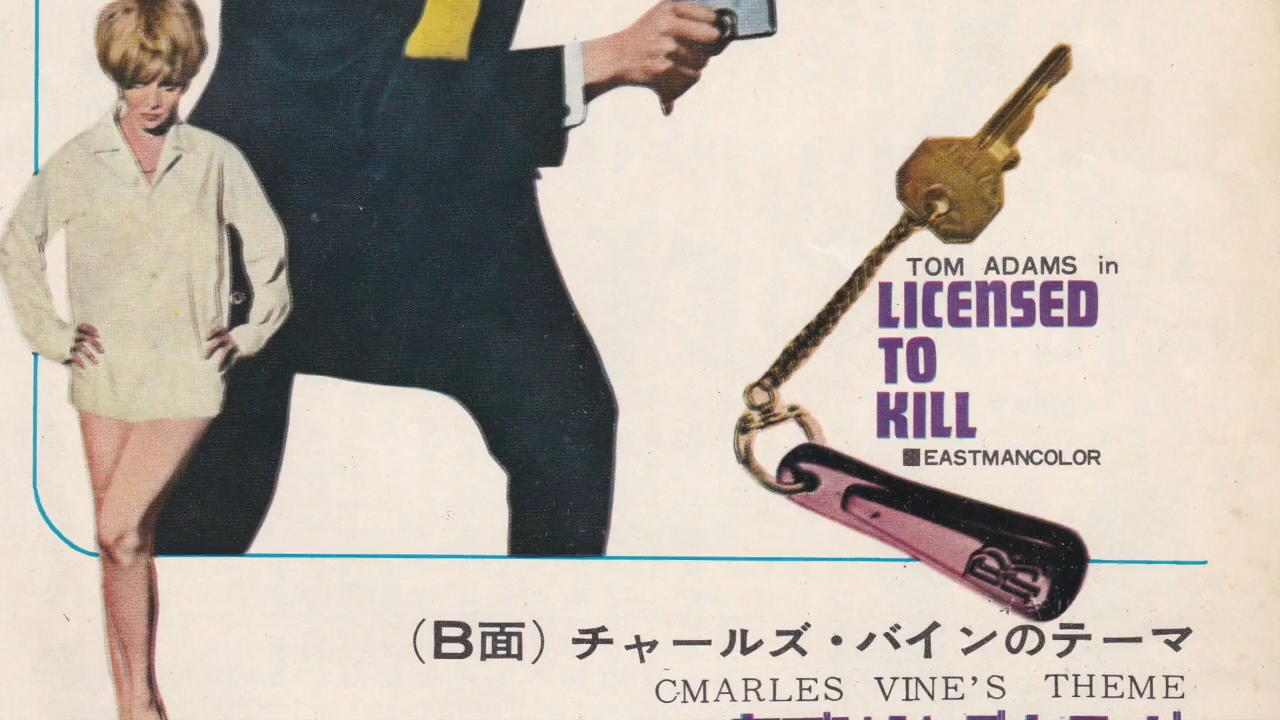 TOM ADAMS in
LICENSED
TO
KILL
■EASTMANCOLOR
(B面) チャールズ・バインのテーマ
CMARLES VINE'S THEME